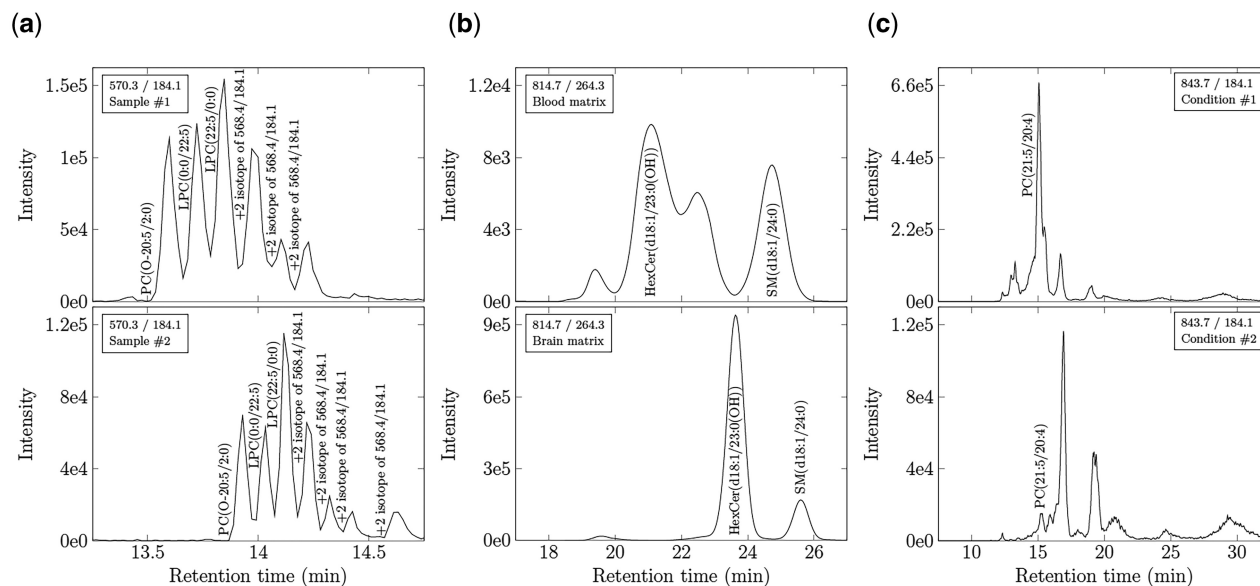 (a)
(b)
(c)
570.3 / 184.1
Sample #1
1.5e5
1e5
5e4
0e0
Intensity
PC(O-20:5/2:0)
LPC(0:0/22:5)
LPC(22:5/0:0)
+2 isotope of 568.4/184.1
+2 isotope of 568.4/184.1
+2 isotope of 568.4/184.1
814.7 / 264.3
Blood matrix
1.2e4
8e3
4e3
0e0
Intensity
HexCer(d18:1/23:0(OH))
SM(d18:1/24:0)
843.7 / 184.1
Condition #1
6.6e5
4.4e5
2.2e5
0e0
Intensity
PC(21:5/20:4)
570.3 / 184.1
Sample #2
1.2e5
8e4
4e4
0e0
Intensity
PC(O-20:5/2:0)
LPC(0:0/22:5)
LPC(22:5/0:0)
+2 isotope of 568.4/184.1
+2 isotope of 568.4/184.1
+2 isotope of 568.4/184.1
+2 isotope of 568.4/184.1
13.5 14 14.5
Retention time (min)
814.7 / 264.3
Brain matrix
9e5
6e5
3e5
0e0
Intensity
HexCer(d18:1/23:0(OH))
SM(d18:1/24:0)
18 20 22 24 26
Retention time (min)
843.7 / 184.1
Condition #2
1.2e5
8e4
4e4
0e0
Intensity
PC(21:5/20:4)
10 15 20 25 30
Retention time (min)